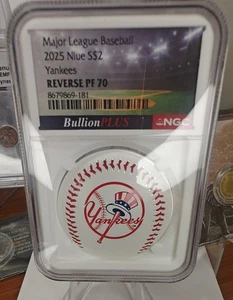 Major League Baseball
2025 Niue S$2
Yankees
REVERSE PF 70
8679869-181
BullionPLUS
NGC
Yankees